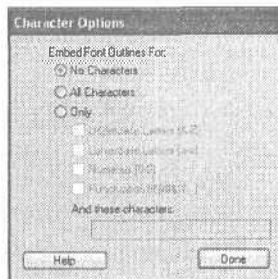 Character Options
Embed Font Outlines For:
No Characters
All Characters
Only
Uppercase Letters [A-Z]
Lowercase Letters [a-z]
Numerals [0-9]
Punctuation
And these characters:
Help
Done